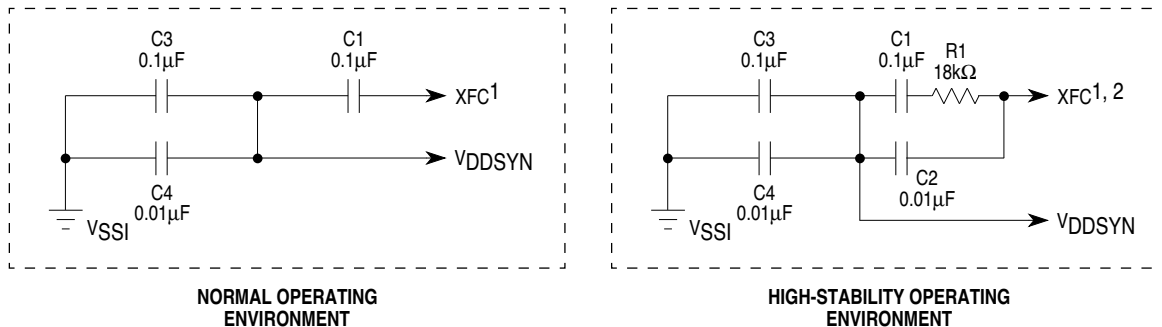 C3
0.1μF
C1
0.1μF
XFC1
VDDSYN
C4
0.01μF
VSSI
NORMAL OPERATING
ENVIRONMENT
C3
0.1μF
C1
0.1μF
R1
18kΩ
XFC1, 2
C4
0.01μF
C2
0.01μF
VSSI
VDDSYN
HIGH-STABILITY OPERATING
ENVIRONMENT